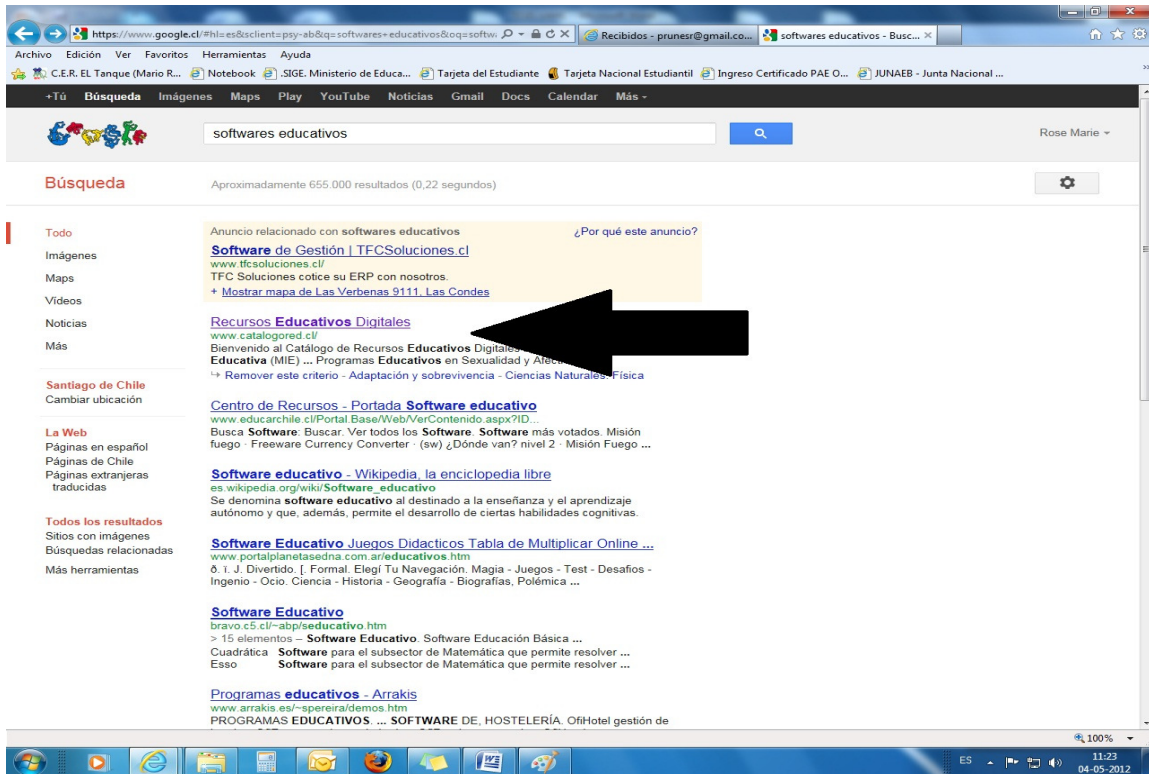 https://www.google.cl/#hl=es&sclient=psy-ab&q=softwares+educativos&oq=softw:
Recibidos - prunesr@gmail.co...
softwares educativos - Busc...
Archivo Edición Ver Favoritos Herramientas Ayuda
C.E.R. EL Tanque (Mario R... Notebook .SIGE. Ministerio de Educa... Tarjeta del Estudiante Tarjeta Nacional Estudiantil Ingreso Certificado PAE O... JUNAEB - Junta Nacional ...
+Tú Búsqueda Imágenes Maps Play YouTube Noticias Gmail Docs Calendar Más
Google
softwares educativos
Rose Marie
Búsqueda
Aproximadamente 655.000 resultados (0,22 segundos)
Todo
Imágenes
Maps
Vídeos
Noticias
Más
Santiago de Chile
Cambiar ubicación
La Web
Páginas en español
Páginas de Chile
Páginas extranjeras
traducidas
Todos los resultados
Sitios con imágenes
Búsquedas relacionadas
Más herramientas
Anuncio relacionado con softwares educativos ¿Por qué este anuncio?
Software de Gestión | TFCSoluciones.cl
www.tfcsoluciones.cl/
TFC Soluciones cotice su ERP con nosotros.
+ Mostrar mapa de Las Verbenas 9111, Las Condes
Recursos Educativos Digitales
www.catalogored.cl/
Bienvenido al Catálogo de Recursos Educativos Digitales
Educativa (MIE) ... Programas Educativos en Sexualidad y
Remover este criterio - Adaptación y sobrevivencia - Ciencias Naturales: Física
Centro de Recursos - Portada Software educativo
www.educarchile.cl/Portal.Base/Web/VerContenido.aspx?ID...
Busca Software: Buscar. Ver todos los Software. Software más votados. Misión
fuego · Freeware Currency Converter · (sw) ¿Dónde van? nivel 2 · Misión Fuego ...
Software educativo - Wikipedia, la enciclopedia libre
es.wikipedia.org/wiki/Software_educativo
Se denomina software educativo al destinado a la enseñanza y el aprendizaje
autónomo y que, además, permite el desarrollo de ciertas habilidades cognitivas.
Software Educativo Juegos Didacticos Tabla de Multiplicar Online ...
www.portalplanetasedna.com.ar/educativos.htm
ð. ï. J. Divertido. [. Formal. Elegí Tu Navegación. Magia - Juegos - Test - Desafios -
Ingenio - Ocio. Ciencia - Historia - Geografía - Biografías, Polémica ...
Software Educativo
bravo.c5.cl/~abp/seducativo.htm
> 15 elementos – Software Educativo. Software Educación Básica ...
Cuadrática Software para el subsector de Matemática que permite resolver ...
Esso Software para el subsector de Matemática que permite resolver ...
Programas educativos - Arrakis
www.arrakis.es/~spereira/demos.htm
PROGRAMAS EDUCATIVOS. ... SOFTWARE DE, HOSTELERÍA. OfiHotel gestión de
100%
ES
11:23
04-05-2012